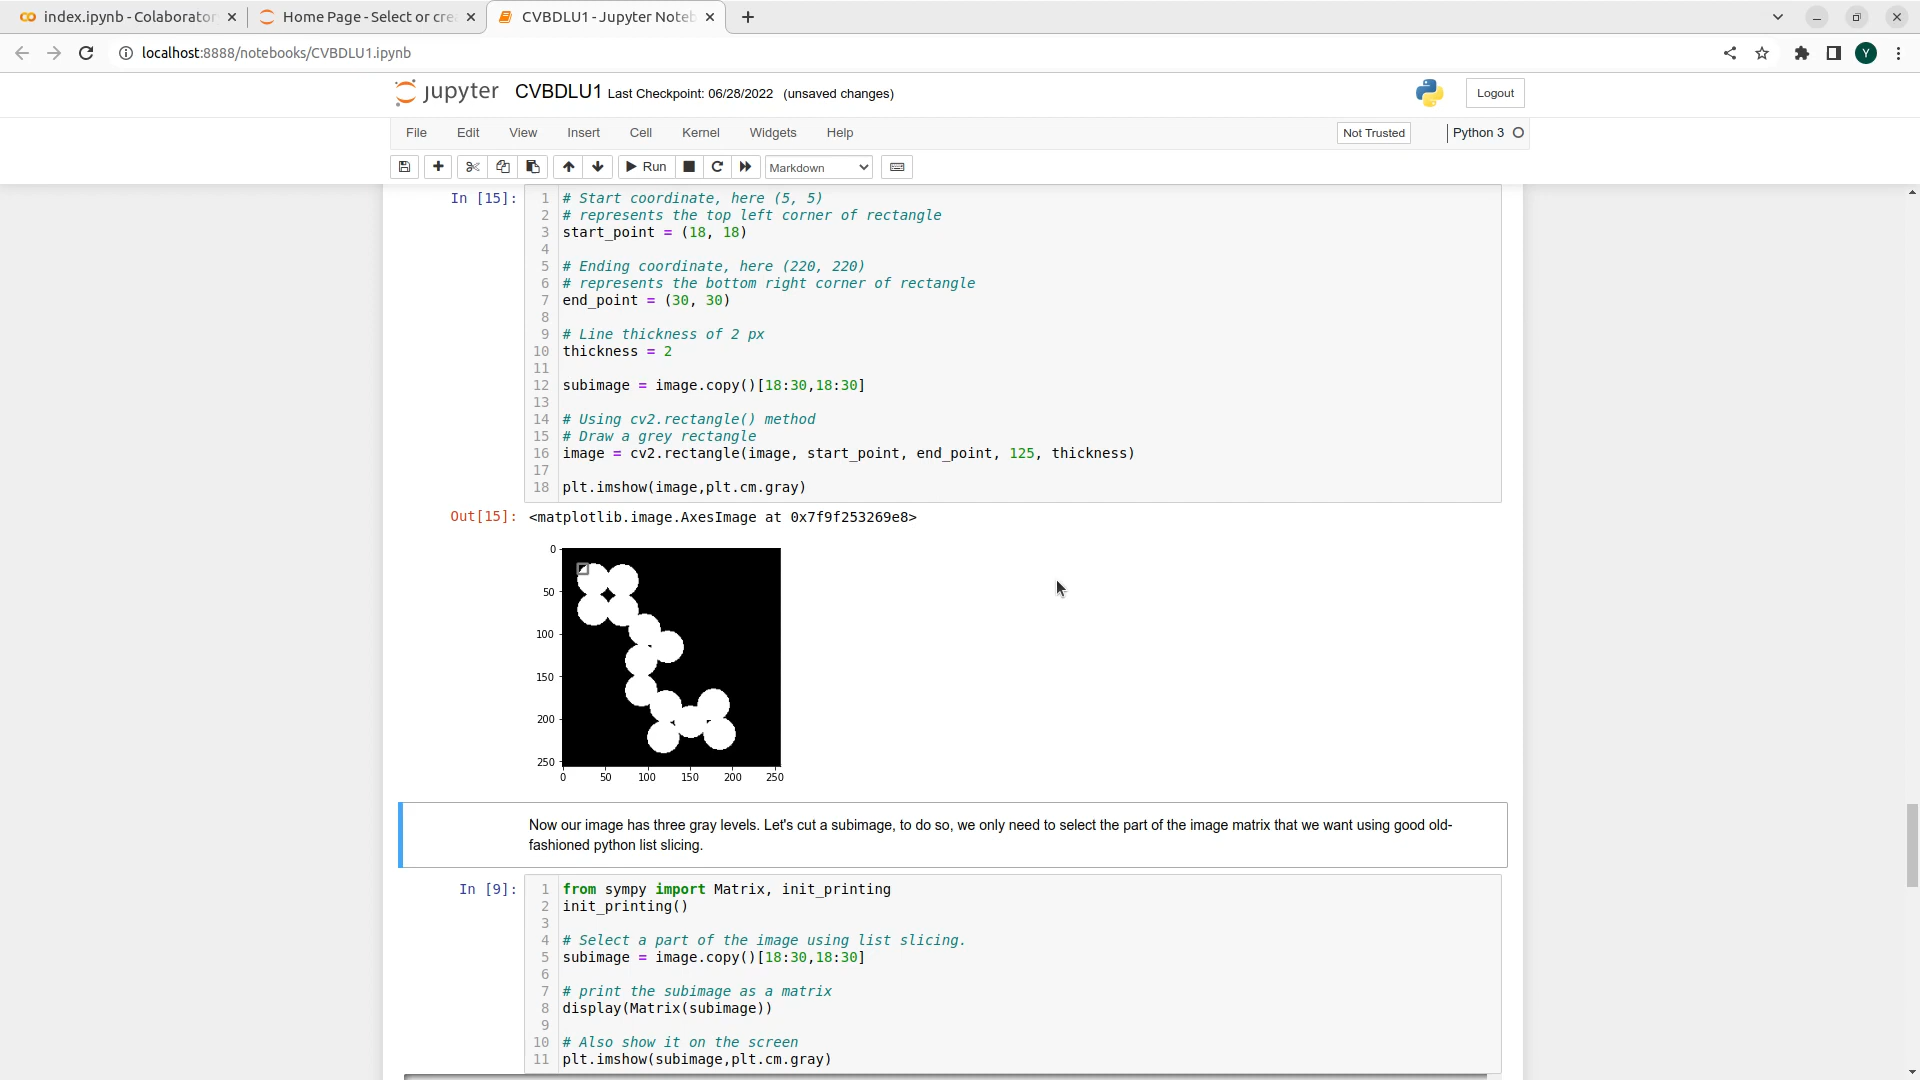 index.ipynb - Colaborator
Home Page - Select or cre
CVBDLU1 - Jupyter Noteb
localhost:8888/notebooks/CVBDLU1.ipynb
Y
jupyter CVBDLU1 Last Checkpoint: 06/28/2022 (unsaved changes)
Logout
File Edit View Insert Cell Kernel Widgets Help
Not Trusted
Python 3
Run
Markdown
In [15]:
1 # Start coordinate, here (5, 5)
2 # represents the top left corner of rectangle
3 start_point = (18, 18)
4
5 # Ending coordinate, here (220, 220)
6 # represents the bottom right corner of rectangle
7 end_point = (30, 30)
8
9 # Line thickness of 2 px
10 thickness = 2
11
12 subimage = image.copy()[18:30,18:30]
13
14 # Using cv2.rectangle() method
15 # Draw a grey rectangle
16 image = cv2.rectangle(image, start_point, end_point, 125, thickness)
17
18 plt.imshow(image,plt.cm.gray)
Out[15]: <matplotlib.image.AxesImage at 0x7f9f253269e8>
0
50
100
150
200
250
0 50 100 150 200 250
Now our image has three gray levels. Let's cut a subimage, to do so, we only need to select the part of the image matrix that we want using good old-
fashioned python list slicing.
In [9]:
1 from sympy import Matrix, init_printing
2 init_printing()
3
4 # Select a part of the image using list slicing.
5 subimage = image.copy()[18:30,18:30]
6
7 # print the subimage as a matrix
8 display(Matrix(subimage))
9
10 # Also show it on the screen
11 plt.imshow(subimage,plt.cm.gray)